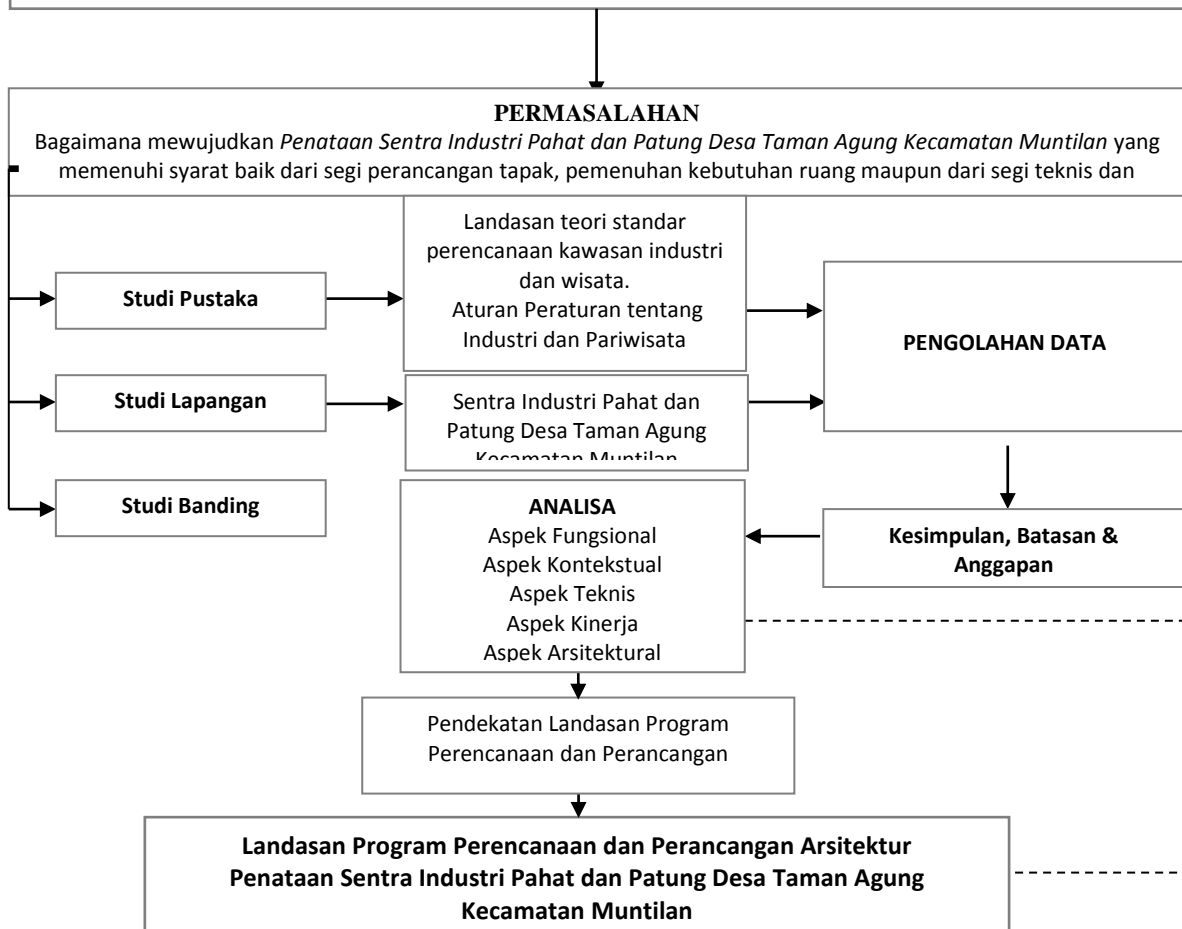 PERMASALAHAN
Bagaimana mewujudkan Penataan Sentra Industri Pahat dan Patung Desa Taman Agung Kecamatan Muntilan yang
memenuhi syarat baik dari segi perancangan tapak, pemenuhan kebutuhan ruang maupun dari segi teknis dan
Studi Pustaka
Landasan teori standar
perencanaan kawasan industri
dan wisata.
Aturan Peraturan tentang
Industri dan Pariwisata
PENGOLAHAN DATA
Studi Lapangan
Sentra Industri Pahat dan
Patung Desa Taman Agung
Kecamatan Muntilan
Studi Banding
ANALISA
Aspek Fungsional
Aspek Kontekstual
Aspek Teknis
Aspek Kinerja
Aspek Arsitektural
Kesimpulan, Batasan &
Anggapan
Pendekatan Landasan Program
Perencanaan dan Perancangan
Landasan Program Perencanaan dan Perancangan Arsitektur
Penataan Sentra Industri Pahat dan Patung Desa Taman Agung
Kecamatan Muntilan